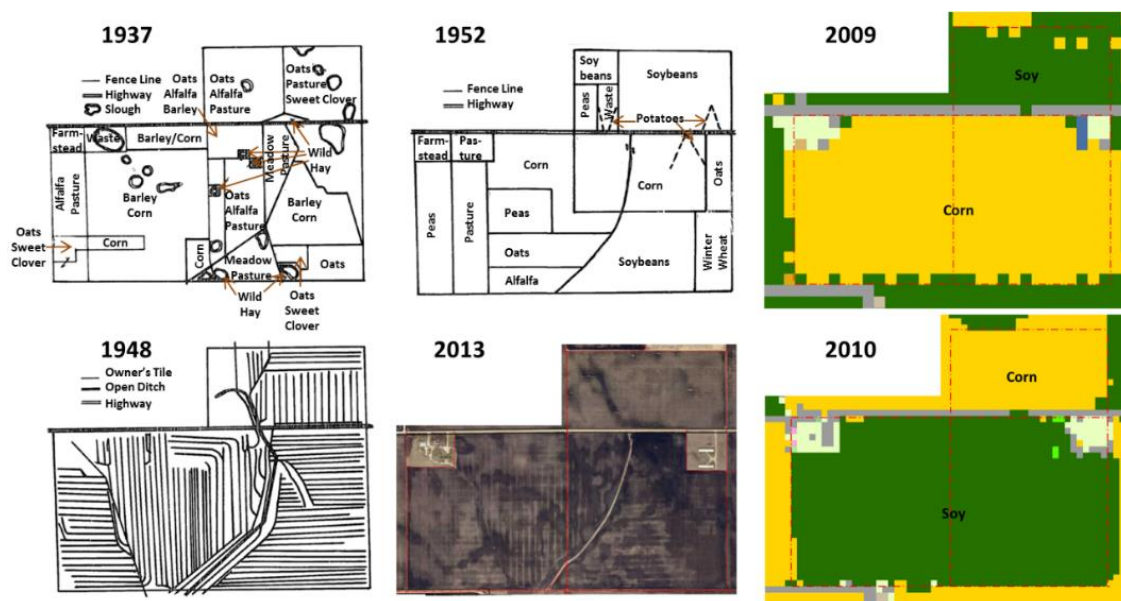 1937
Fence Line
Highway
Slough
Oats
Alfalfa
Barley
Oats
Alfalfa
Pasture
Oats
Pasture
Sweet Clover
Farm-
stead
Waste
Barley/Corn
Meadow
Pasture
Wild
Hay
Alfalfa
Pasture
Barley
Corn
Oats
Alfalfa
Pasture
Barley
Corn
Oats
Sweet
Clover
Corn
Corn
Meadow
Pasture
Oats
Wild
Hay
Oats
Sweet
Clover
1952
Fence Line
Highway
Soy
beans
Soybeans
Peas
Waste
Potatoes
Farm-
stead
Pas-
ture
Corn
Corn
Oats
Peas
Pasture
Peas
Oats
Alfalfa
Soybeans
Winter
Wheat
2009
Soy
Corn
1948
Owner's Tile
Open Ditch
Highway
2013
2010
Corn
Soy